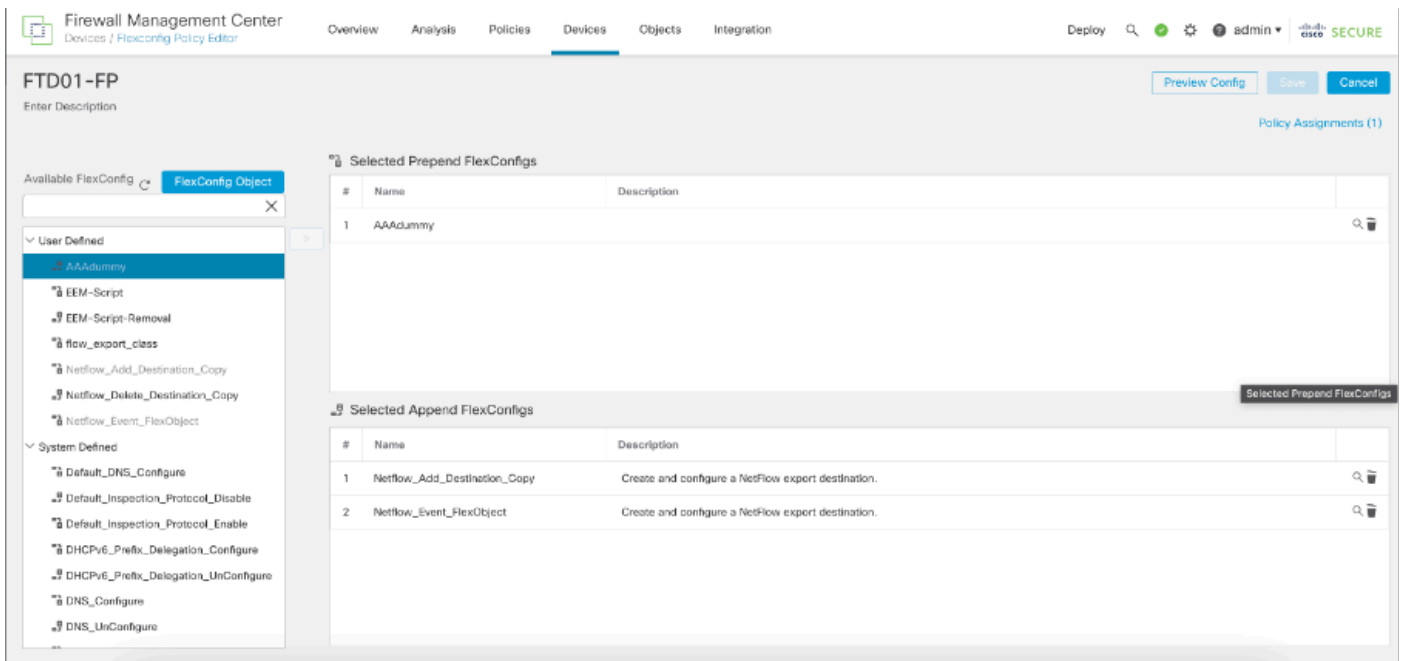 Firewall Management Center
Devices / Flexconfig Policy Editor
Overview Analysis Policies Devices Objects Integration
Deploy admin cisco SECURE
FTD01-FP
Enter Description
Preview Config Save Cancel
Policy Assignments (1)
Available FlexConfig FlexConfig Object
User Defined
AAAdummy
EEM-Script
EEM-Script-Removal
flow_export_class
Netflow_Add_Destination_Copy
Netflow_Delete_Destination_Copy
Netflow_Event_FlexObject
System Defined
Default_DNS_Configure
Default_Inspection_Protocol_Disable
Default_Inspection_Protocol_Enable
DHCPv6_Prefix_Delegation_Configure
DHCPv6_Prefix_Delegation_UnConfigure
DNS_Configure
DNS_UnConfigure
Selected Prepend FlexConfigs
# Name Description
1 AAAdummy
Selected Prepend FlexConfigs
Selected Append FlexConfigs
# Name Description
1 Netflow_Add_Destination_Copy Create and configure a NetFlow export destination.
2 Netflow_Event_FlexObject Create and configure a NetFlow export destination.